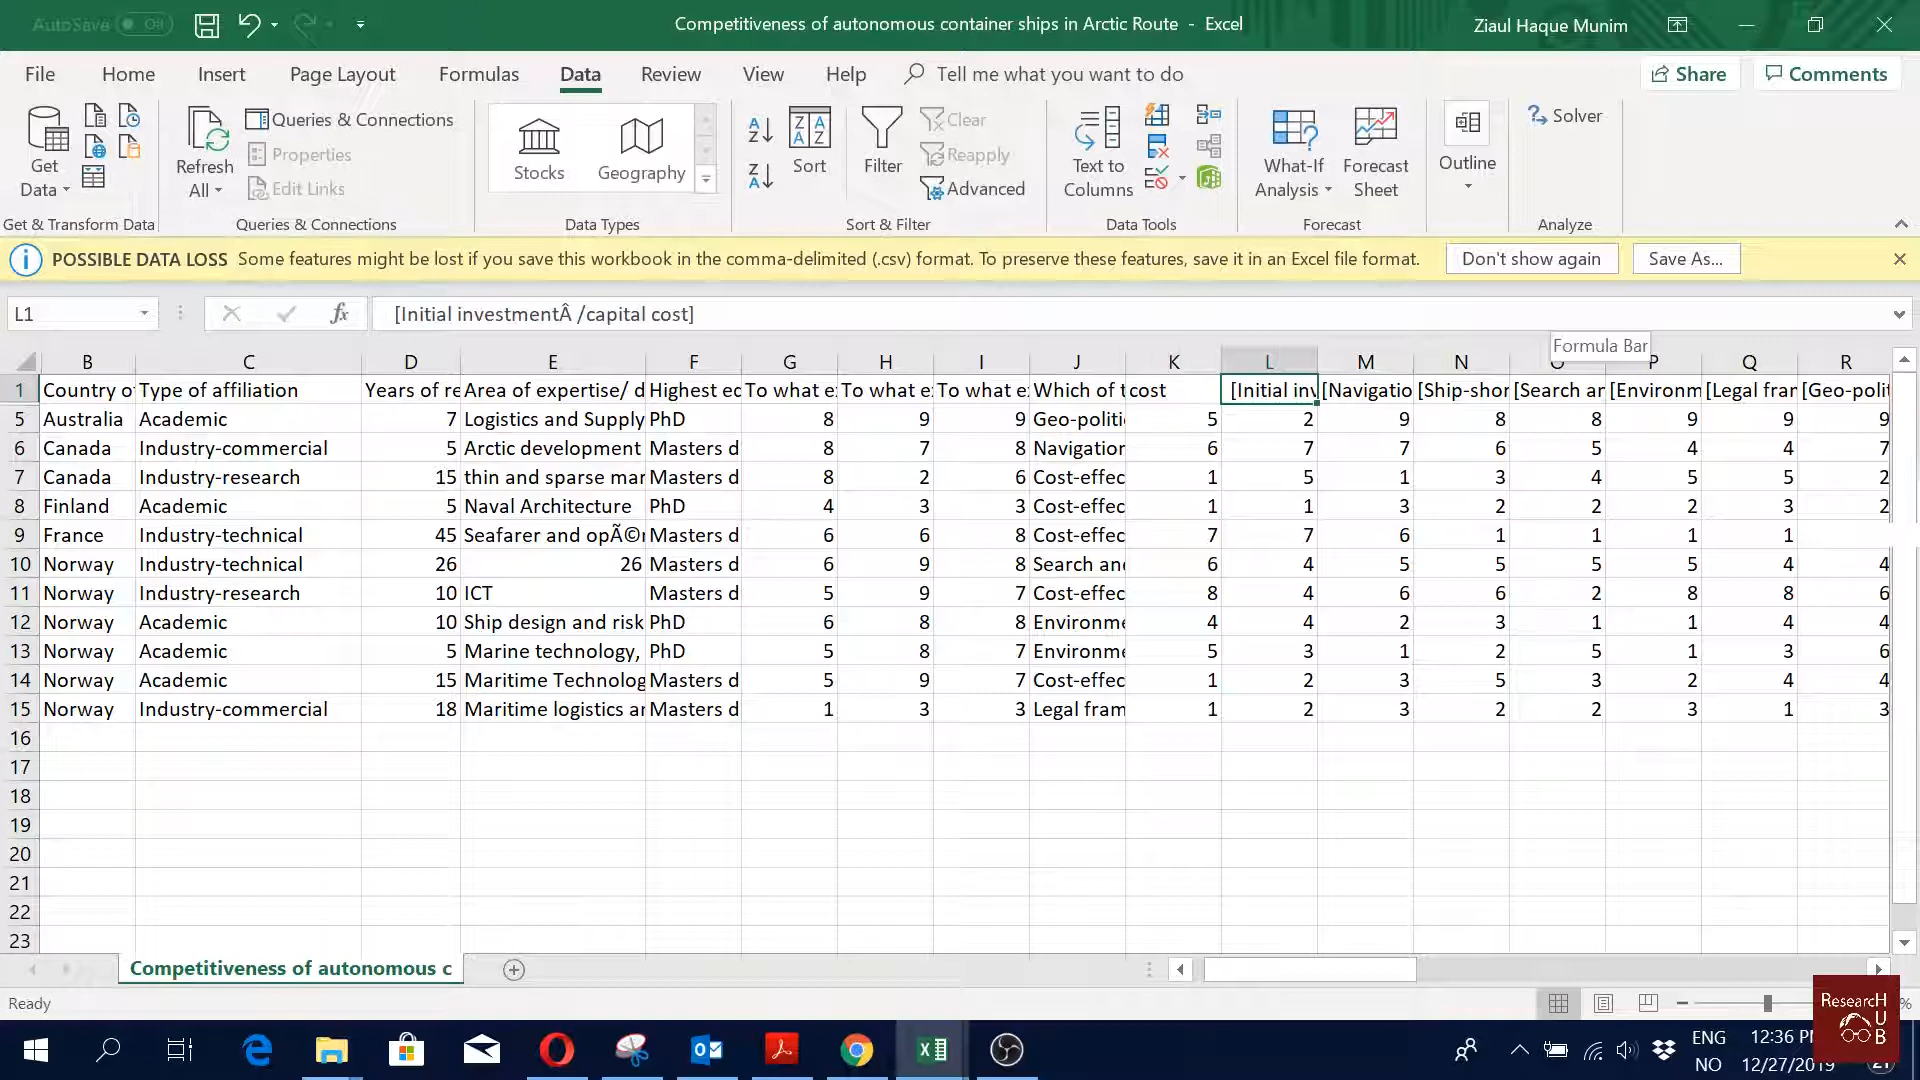 AutoSave Off Competitiveness of autonomous container ships in Arctic Route - Excel Ziaul Haque Munim
File Home Insert Page Layout Formulas Data Review View Help Tell me what you want to do Share Comments
Get Data
Refresh All
Queries & Connections
Properties
Edit Links
Stocks
Geography
Sort
Filter
Clear
Reapply
Advanced
Text to Columns
What-If Analysis
Forecast Sheet
Outline
Solver
Get & Transform Data Queries & Connections Data Types Sort & Filter Data Tools Forecast Analyze
POSSIBLE DATA LOSS Some features might be lost if you save this workbook in the comma-delimited (.csv) format. To preserve these features, save it in an Excel file format. Don't show again Save As...
L1 fx [Initial investmentÂ /capital cost]
Formula Bar
B C D E F G H I J K L M N P Q R
1 Country o Type of affiliation Years of re Area of expertise/ d Highest ed To what e To what e To what e Which of t cost [Initial inv [Navigatio [Ship-shor [Search an [Environm [Legal fran [Geo-polit
5 Australia Academic 7 Logistics and Supply PhD 8 9 9 Geo-politi 5 2 9 8 8 9 9 9
6 Canada Industry-commercial 5 Arctic development Masters d 8 7 8 Navigation 6 7 7 6 5 4 4 7
7 Canada Industry-research 15 thin and sparse mar Masters d 8 2 6 Cost-effec 1 5 1 3 4 5 5 2
8 Finland Academic 5 Naval Architecture PhD 4 3 3 Cost-effec 1 1 3 2 2 2 3 2
9 France Industry-technical 45 Seafarer and opÃ© Masters d 6 6 8 Cost-effec 7 7 6 1 1 1 1
10 Norway Industry-technical 26 26 Masters d 6 9 8 Search and 6 4 5 5 5 5 4 4
11 Norway Industry-research 10 ICT Masters d 5 9 7 Cost-effec 8 4 6 6 2 8 8 6
12 Norway Academic 10 Ship design and risk PhD 6 8 8 Environme 4 4 2 3 1 1 4 4
13 Norway Academic 5 Marine technology, PhD 5 8 7 Environme 5 3 1 2 5 1 3 6
14 Norway Academic 15 Maritime Technolog Masters d 5 9 7 Cost-effec 1 2 3 5 3 2 4 4
15 Norway Industry-commercial 18 Maritime logistics an Masters d 1 3 3 Legal fram 1 2 3 2 2 3 1 3
16
17
18
19
20
21
22
23
Competitiveness of autonomous c
Ready %
ResearcH
UB
ENG 12:36 PM
NO 12/27/2019